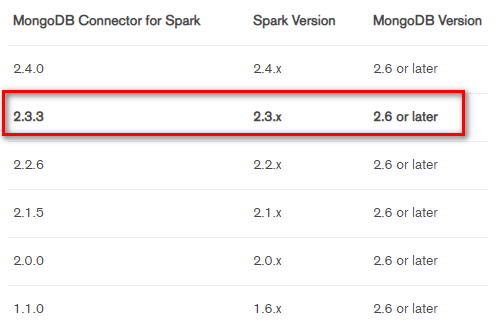 MongoDB Connector for Spark Spark Version MongoDB Version
2.4.0 2.4.x 2.6 or later
2.3.3 2.3.x 2.6 or later
2.2.6 2.2.x 2.6 or later
2.1.5 2.1.x 2.6 or later
2.0.0 2.0.x 2.6 or later
1.1.0 1.6.x 2.6 or later